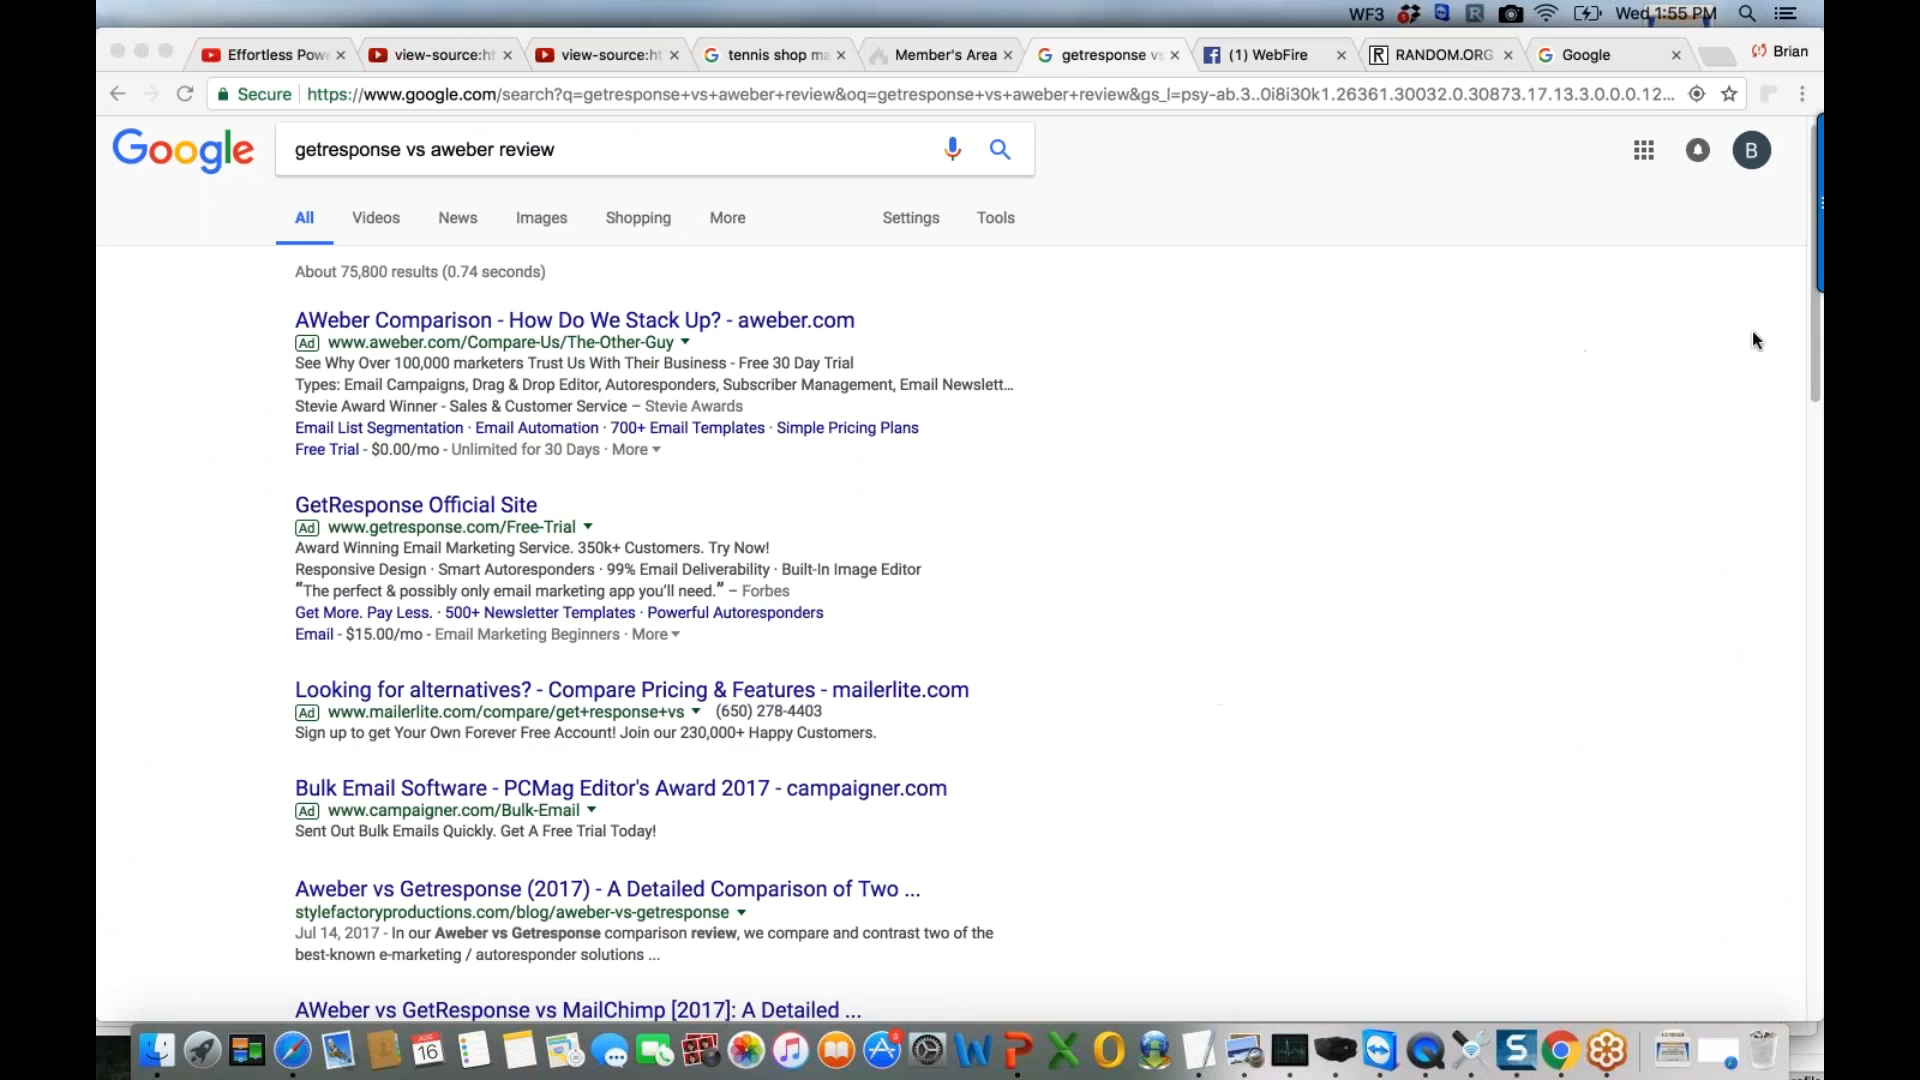 WF3 Wed 1:55 PM
Effortless Pow view-source:ht view-source:ht tennis shop ma Member's Area getresponse vs (1) WebFire RANDOM.ORG Google Brian
Secure https://www.google.com/search?q=getresponse+vs+aweber+review&oq=getresponse+vs+aweber+review&gs_l=psy-ab.3..0i8i30k1.26361.30032.0.30873.17.13.3.0.0.0.12...
Google getresponse vs aweber review B
All Videos News Images Shopping More Settings Tools
About 75,800 results (0.74 seconds)
AWeber Comparison - How Do We Stack Up? - aweber.com
Ad www.aweber.com/Compare-Us/The-Other-Guy
See Why Over 100,000 marketers Trust Us With Their Business - Free 30 Day Trial
Types: Email Campaigns, Drag & Drop Editor, Autoresponders, Subscriber Management, Email Newslett...
Stevie Award Winner - Sales & Customer Service – Stevie Awards
Email List Segmentation · Email Automation · 700+ Email Templates · Simple Pricing Plans
Free Trial - $0.00/mo - Unlimited for 30 Days · More
GetResponse Official Site
Ad www.getresponse.com/Free-Trial
Award Winning Email Marketing Service. 350k+ Customers. Try Now!
Responsive Design · Smart Autoresponders · 99% Email Deliverability · Built-In Image Editor
"The perfect & possibly only email marketing app you'll need." – Forbes
Get More. Pay Less. · 500+ Newsletter Templates · Powerful Autoresponders
Email - $15.00/mo - Email Marketing Beginners · More
Looking for alternatives? - Compare Pricing & Features - mailerlite.com
Ad www.mailerlite.com/compare/get+response+vs (650) 278-4403
Sign up to get Your Own Forever Free Account! Join our 230,000+ Happy Customers.
Bulk Email Software - PCMag Editor's Award 2017 - campaigner.com
Ad www.campaigner.com/Bulk-Email
Sent Out Bulk Emails Quickly. Get A Free Trial Today!
Aweber vs Getresponse (2017) - A Detailed Comparison of Two ...
stylefactoryproductions.com/blog/aweber-vs-getresponse
Jul 14, 2017 - In our Aweber vs Getresponse comparison review, we compare and contrast two of the
best-known e-marketing / autoresponder solutions ...
AWeber vs GetResponse vs MailChimp [2017]: A Detailed ...
AUG
16
3